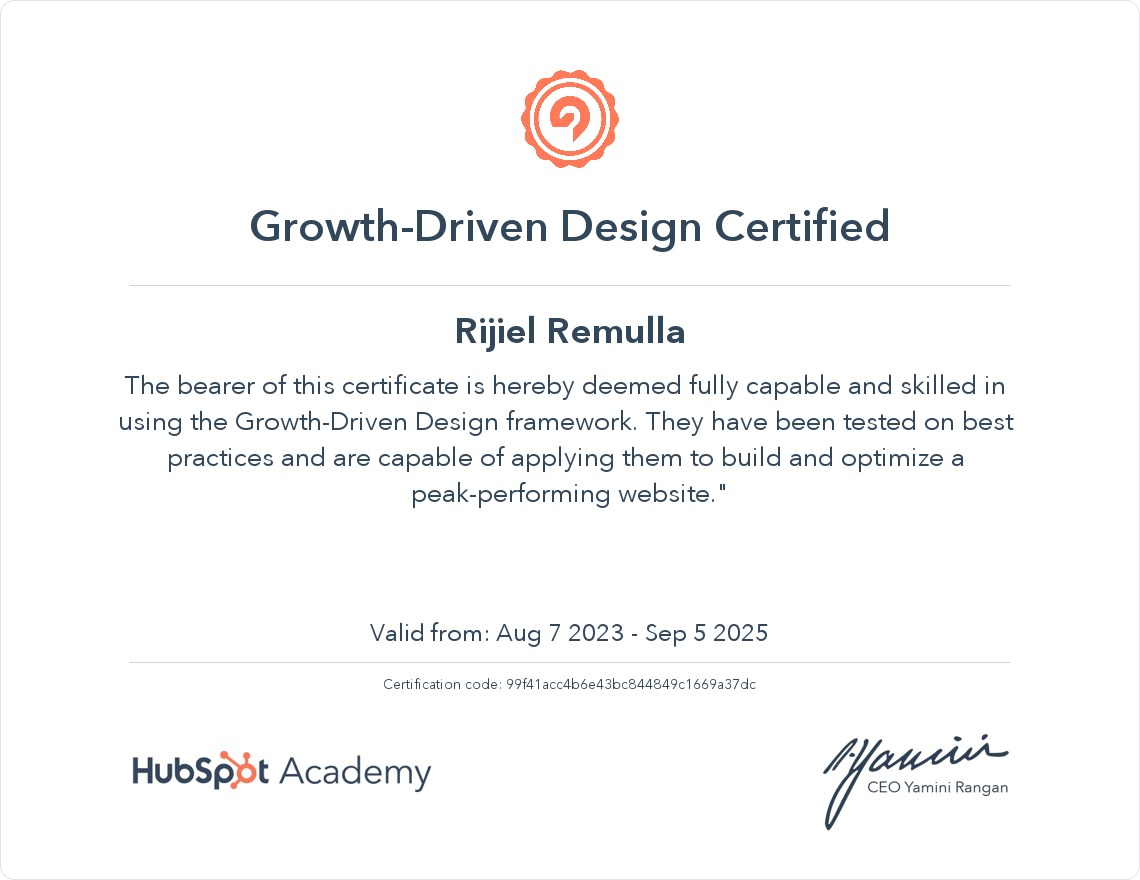 Growth-Driven Design Certified
Rijiel Remulla
The bearer of this certificate is hereby deemed fully capable and skilled in
using the Growth-Driven Design framework. They have been tested on best
practices and are capable of applying them to build and optimize a
peak-performing website."
Valid from: Aug 7 2023 - Sep 5 2025
Certification code: 99f41acc4b6e43bc844849c1669a37dc
HubSpot Academy
CEO Yamini Rangan